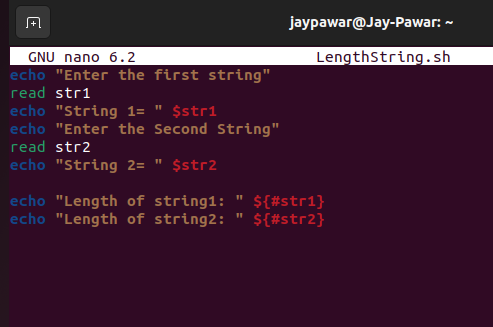 jaypawar@Jay-Pawar: ~
GNU nano 6.2 LengthString.sh
echo "Enter the first string"
read str1
echo "String 1= " $str1
echo "Enter the Second String"
read str2
echo "String 2= " $str2
echo "Length of string1: " ${#str1}
echo "Length of string2: " ${#str2}